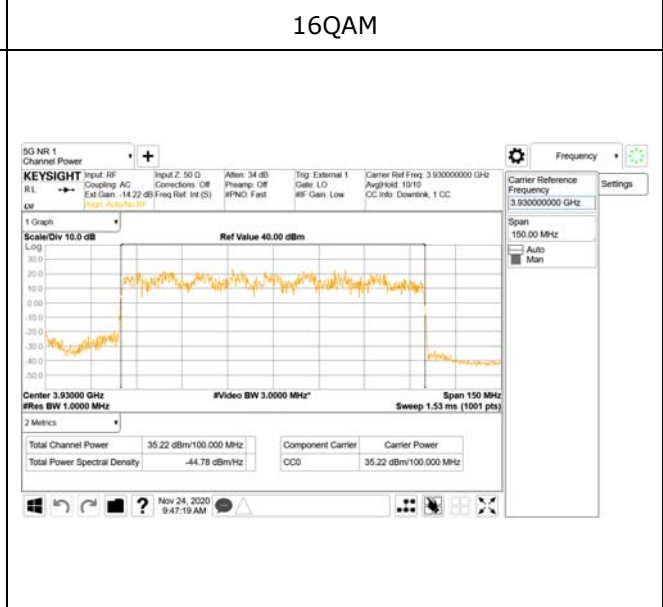 16QAM
5G NR 1
Channel Power
Frequency
KEYSIGHT
RL
Input: RF
Coupling: AC
Ext Gain: -14.22 dB
Align: Auto/No RF
Input Z: 50 Ω
Corrections: Off
Freq Ref: Int (S)
Atten: 34 dB
Preamp: Off
#PNO: Fast
Trig: External 1
Gate: LO
#IF Gain: Low
Carrier Ref Freq: 3.930000000 GHz
Avg|Hold: 10/10
CC Info: Downlink, 1 CC
Carrier Reference
Frequency
3.930000000 GHz
Settings
Span
150.00 MHz
Auto
Man
1 Graph
Scale/Div 10.0 dB
Ref Value 40.00 dBm
Log
30.0
20.0
10.0
0.00
-10.0
-20.0
-30.0
-40.0
-50.0
Center 3.93000 GHz
#Video BW 3.0000 MHz*
Span 150 MHz
#Res BW 1.0000 MHz
Sweep 1.53 ms (1001 pts)
2 Metrics
Total Channel Power
35.22 dBm/100.000 MHz
Total Power Spectral Density
-44.78 dBm/Hz
Component Carrier
Carrier Power
CC0
35.22 dBm/100.000 MHz
?
Nov 24, 2020
9:47:19 AM